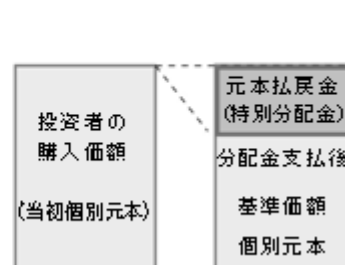 投資者の
購入価額
(当初個別元本)
元本払戻金
(特別分配金)
分配金支払後
基準価額
個別元本